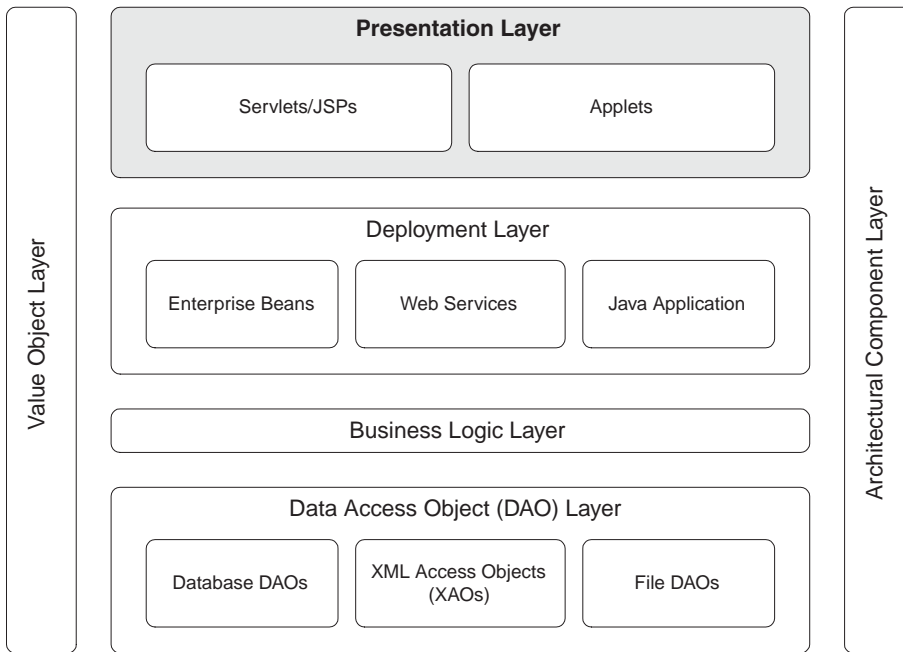 Value Object Layer
Presentation Layer
Servlets/JSPs
Applets
Deployment Layer
Enterprise Beans
Web Services
Java Application
Business Logic Layer
Data Access Object (DAO) Layer
Database DAOs
XML Access Objects
(XAOs)
File DAOs
Architectural Component Layer